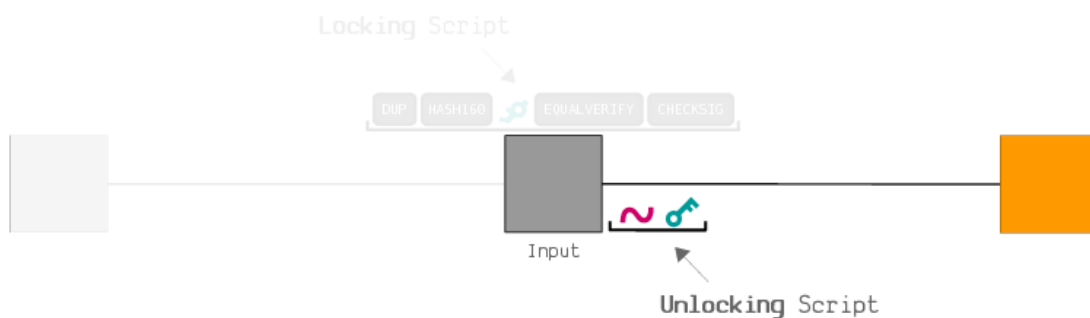 Locking Script
DUP HASH160 EQUALVERIFY CHECKSIG
Input
Unlocking Script